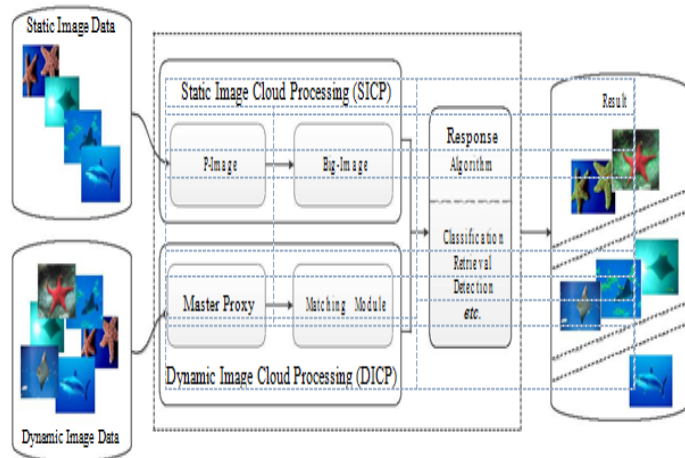 Static Image Data
Static Image Cloud Processing (SICP)
P-Image
Big-Image
Response
Algorithm
Classification
Retrieval
Detection
etc.
Result
Master Proxy
Matching Module
Dynamic Image Cloud Processing (DICP)
Dynamic Image Data